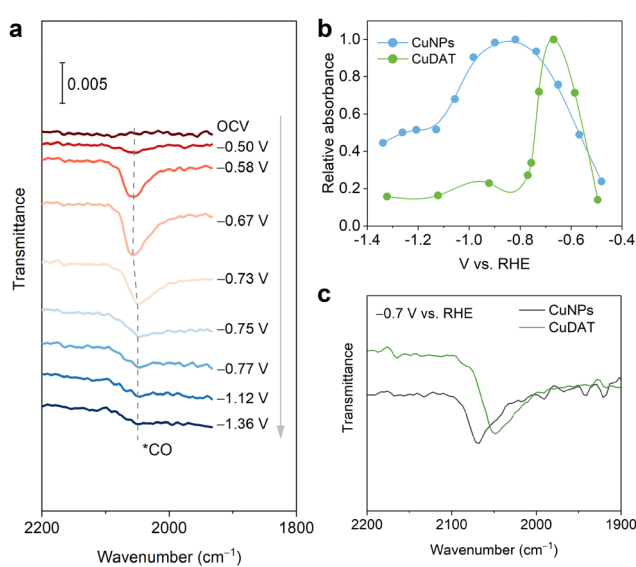 a
0.005
OCV
−0.50 V
−0.58 V
−0.67 V
−0.73 V
−0.75 V
−0.77 V
−1.12 V
−1.36 V
*CO
Transmittance
2200
2000
1800
Wavenumber (cm⁻¹)
b
CuNPs
CuDAT
Relative absorbance
1.0
0.8
0.6
0.4
0.2
0.0
-1.4
-1.2
-1.0
-0.8
-0.6
-0.4
V vs. RHE
c
−0.7 V vs. RHE
CuNPs
CuDAT
Transmittance
2200
2100
2000
1900
Wavenumber (cm⁻¹)